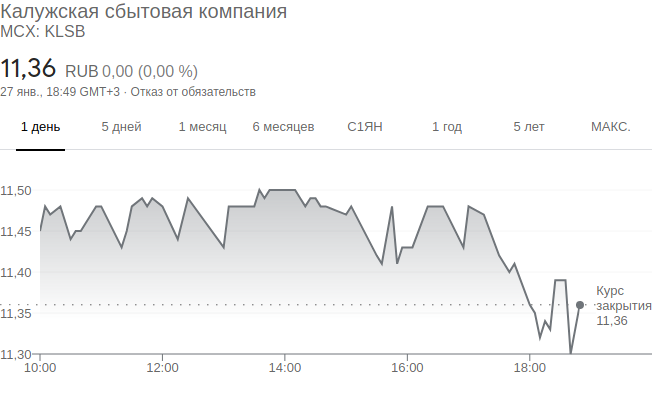 Калужская сбытовая компания
MCX: KLSB
11,36 RUB 0,00 (0,00 %)
27 янв., 18:49 GMT+3 · Отказ от обязательств
1 день 5 дней 1 месяц 6 месяцев С1ЯН 1 год 5 лет МАКС.
11,50
11,45
11,40
11,35
11,30
Курс
закрытия
11,36
10:00 12:00 14:00 16:00 18:00